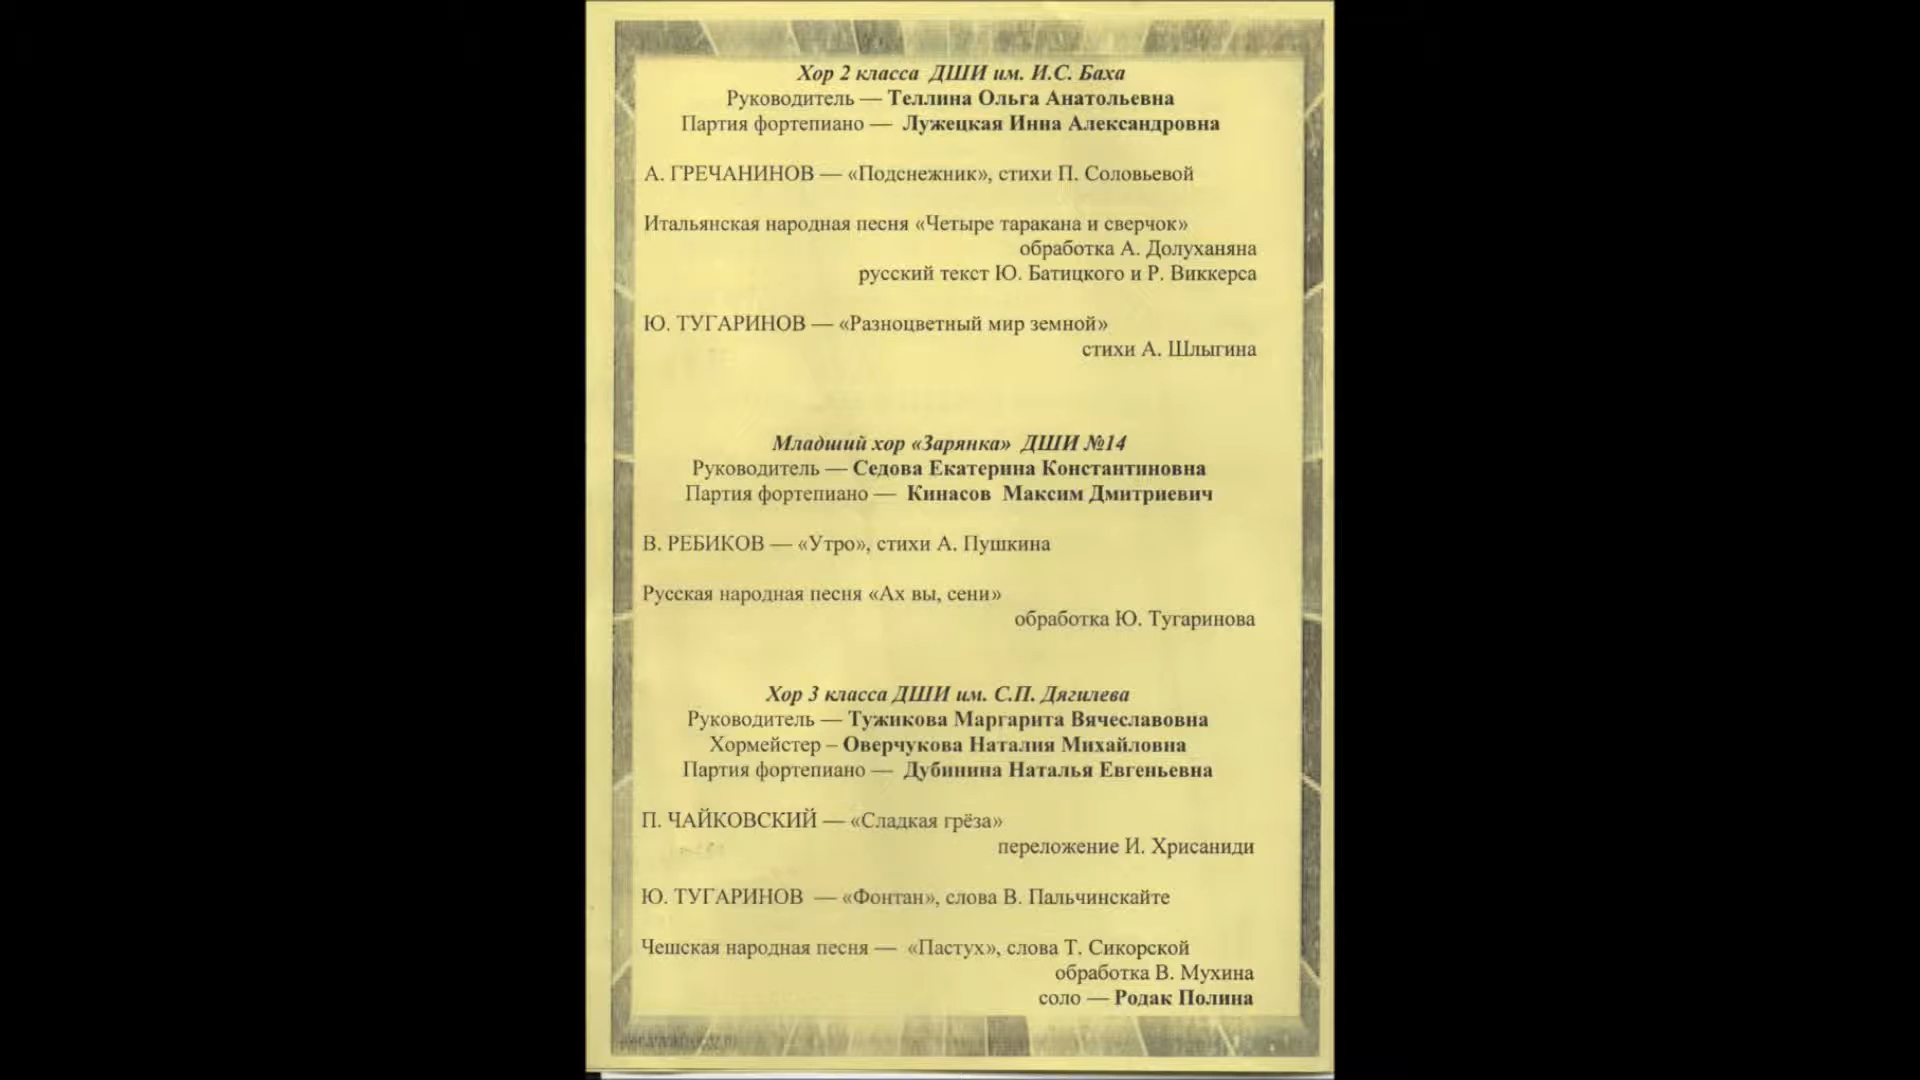 Хор 2 класса ДШИ им. И.С. Баха
Руководитель — Теллина Ольга Анатольевна
Партия фортепиано — Лужецкая Инна Александровна
А. ГРЕЧАНИНОВ — «Подснежник», стихи П. Соловьевой
Итальянская народная песня «Четыре таракана и сверчок»
обработка А. Долуханяна
русский текст Ю. Батицкого и Р. Виккерса
Ю. ТУГАРИНОВ — «Разноцветный мир земной»
стихи А. Шлыгина
Младший хор «Зарянка» ДШИ №14
Руководитель — Седова Екатерина Константиновна
Партия фортепиано — Кинасов Максим Дмитриевич
В. РЕБИКОВ — «Утро», стихи А. Пушкина
Русская народная песня «Ах вы, сени»
обработка Ю. Тугаринова
Хор 3 класса ДШИ им. С.П. Дягилева
Руководитель — Тужикова Маргарита Вячеславовна
Хормейстер – Оверчукова Наталия Михайловна
Партия фортепиано — Дубинина Наталья Евгеньевна
П. ЧАЙКОВСКИЙ — «Сладкая грёза»
переложение И. Хрисаниди
Ю. ТУГАРИНОВ — «Фонтан», слова В. Пальчинскайте
Чешская народная песня — «Пастух», слова Т. Сикорской
обработка В. Мухина
соло — Родак Полина